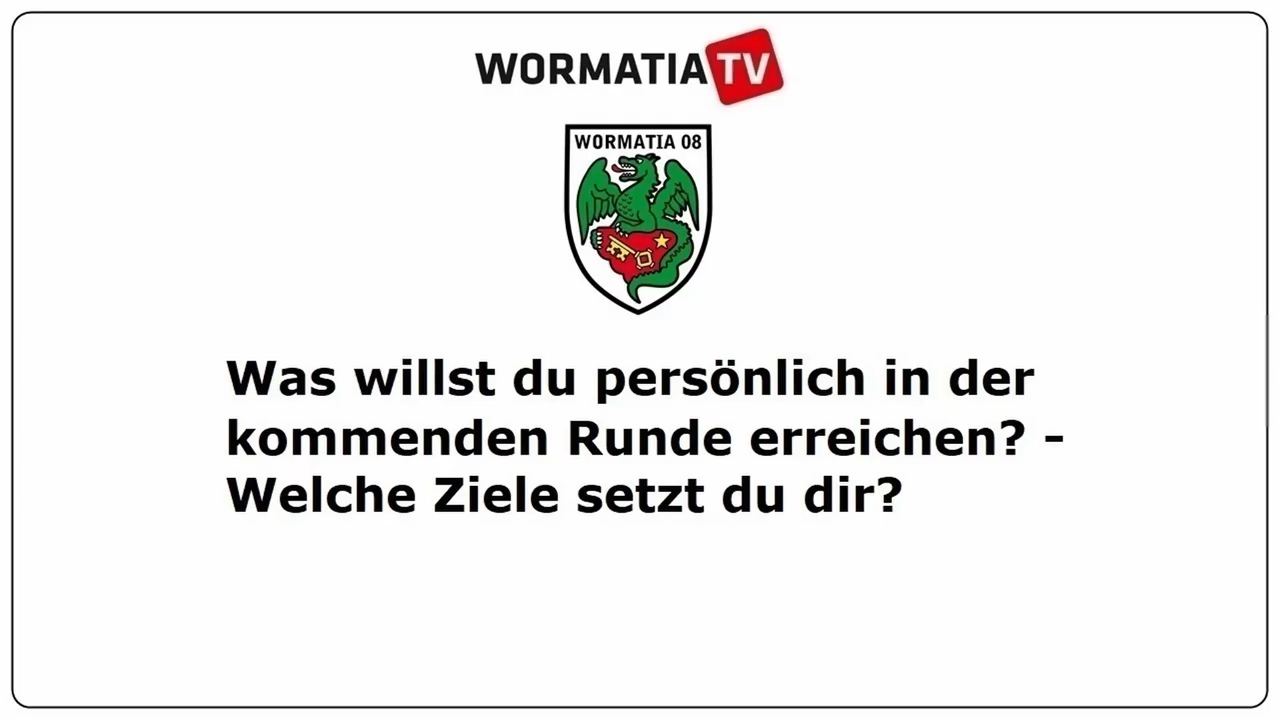 WORMATIA TV
WORMATIA 08
Was willst du persönlich in der
kommenden Runde erreichen? -
Welche Ziele setzt du dir?